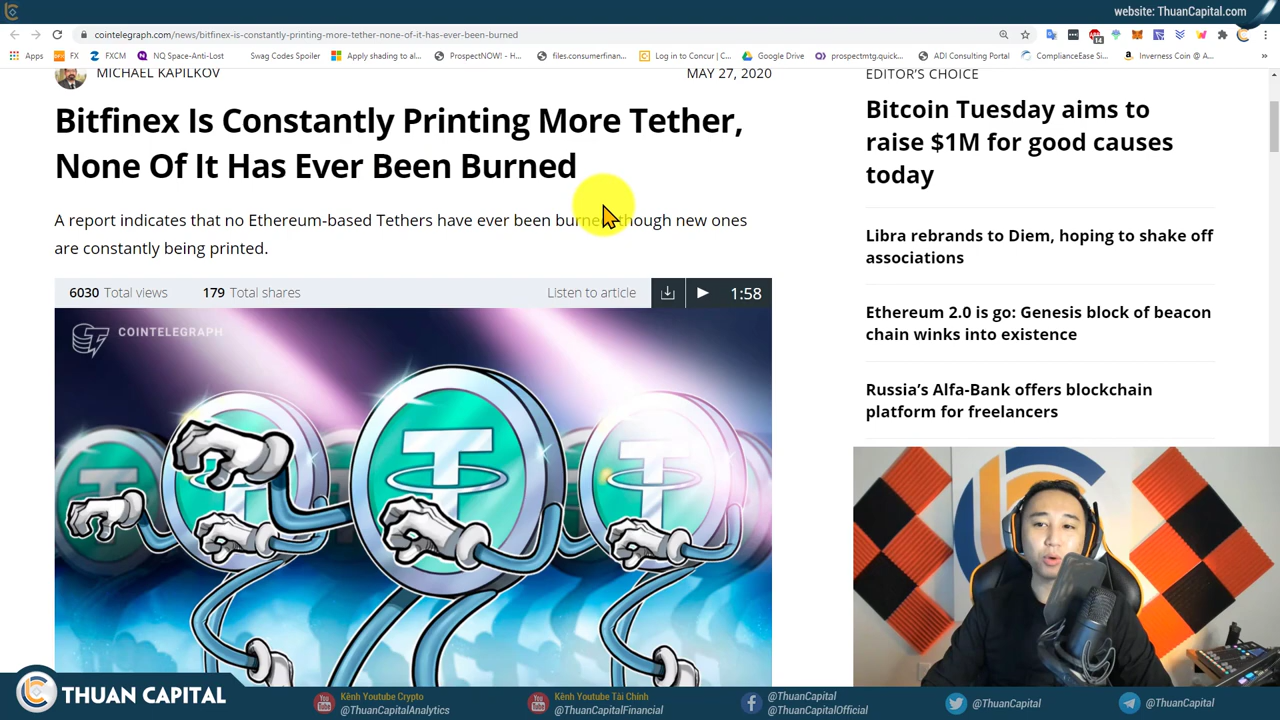 website: ThuanCapital.com
cointelegraph.com/news/bitfinex-is-constantly-printing-more-tether-none-of-it-has-ever-been-burned
Apps
FX
FXCM
NQ Space-Anti-Lost
Swag Codes Spoiler
Apply shading to al...
ProspectNOW! - H...
files.consumerfinan...
Log in to Concur | C...
Google Drive
prospectmtg.quest...
ADI Consulting Portal
ComplianceEase Si...
Inverness Coin @ A...
14
MICHAEL KAPILKOV
MAY 27, 2020
Bitfinex Is Constantly Printing More Tether,
None Of It Has Ever Been Burned
A report indicates that no Ethereum-based Tethers have ever been burned though new ones
are constantly being printed.
6030 Total views
179 Total shares
Listen to article
1:58
COINTELEGRAPH
EDITOR'S CHOICE
Bitcoin Tuesday aims to
raise $1M for good causes
today
Libra rebrands to Diem, hoping to shake off
associations
Ethereum 2.0 is go: Genesis block of beacon
chain winks into existence
Russia's Alfa-Bank offers blockchain
platform for freelancers
THUAN CAPITAL
Kênh Youtube Crypto
@ThuanCapitalAnalytics
Kênh Youtube Tài Chính
@ThuanCapitalFinancial
@ThuanCapital
@ThuanCapitalOfficial
@ThuanCapital
@ThuanCapital